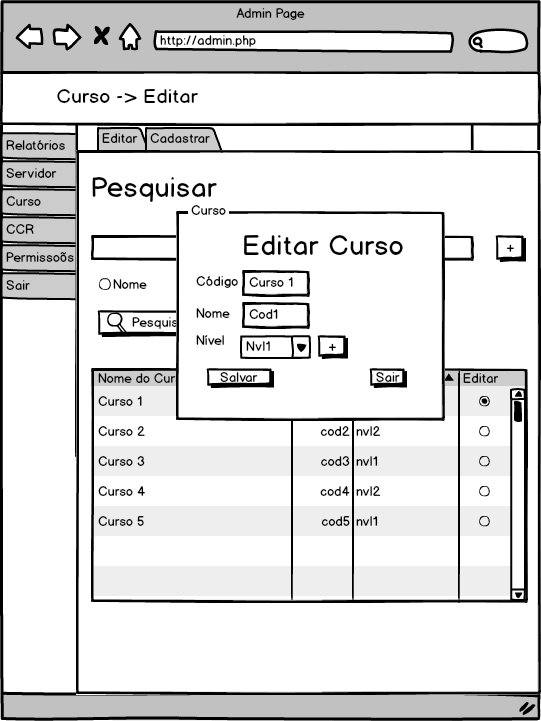 Admin Page
http://admin.php
Curso -> Editar
Editar Cadastrar
Relatórios
Servidor
Curso
CCR
Permissoõs
Sair
Pesquisar
+
Nome
Curso
Editar Curso
Código Curso 1
Nome Cod1
Nível Nvl1 +
Salvar Sair
Nome do Editar
Curso 1
Curso 2 cod2 nvl2
Curso 3 cod3 nvl1
Curso 4 cod4 nvl2
Curso 5 cod5 nvl1